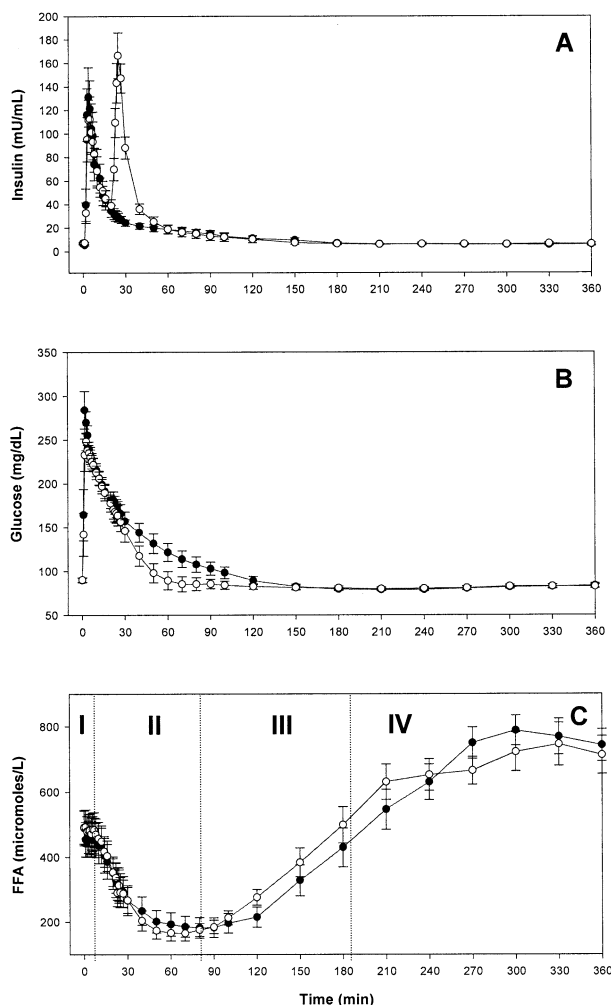 A
Insulin (mU/mL)
200
180
160
140
120
100
80
60
40
20
0
0 30 60 90 120 150 180 210 240 270 300 330 360
B
Glucose (mg/dL)
350
300
250
200
150
100
50
0 30 60 90 120 150 180 210 240 270 300 330 360
I II III IV C
FFA (micromoles/L)
800
600
400
200
0 30 60 90 120 150 180 210 240 270 300 330 360
Time (min)